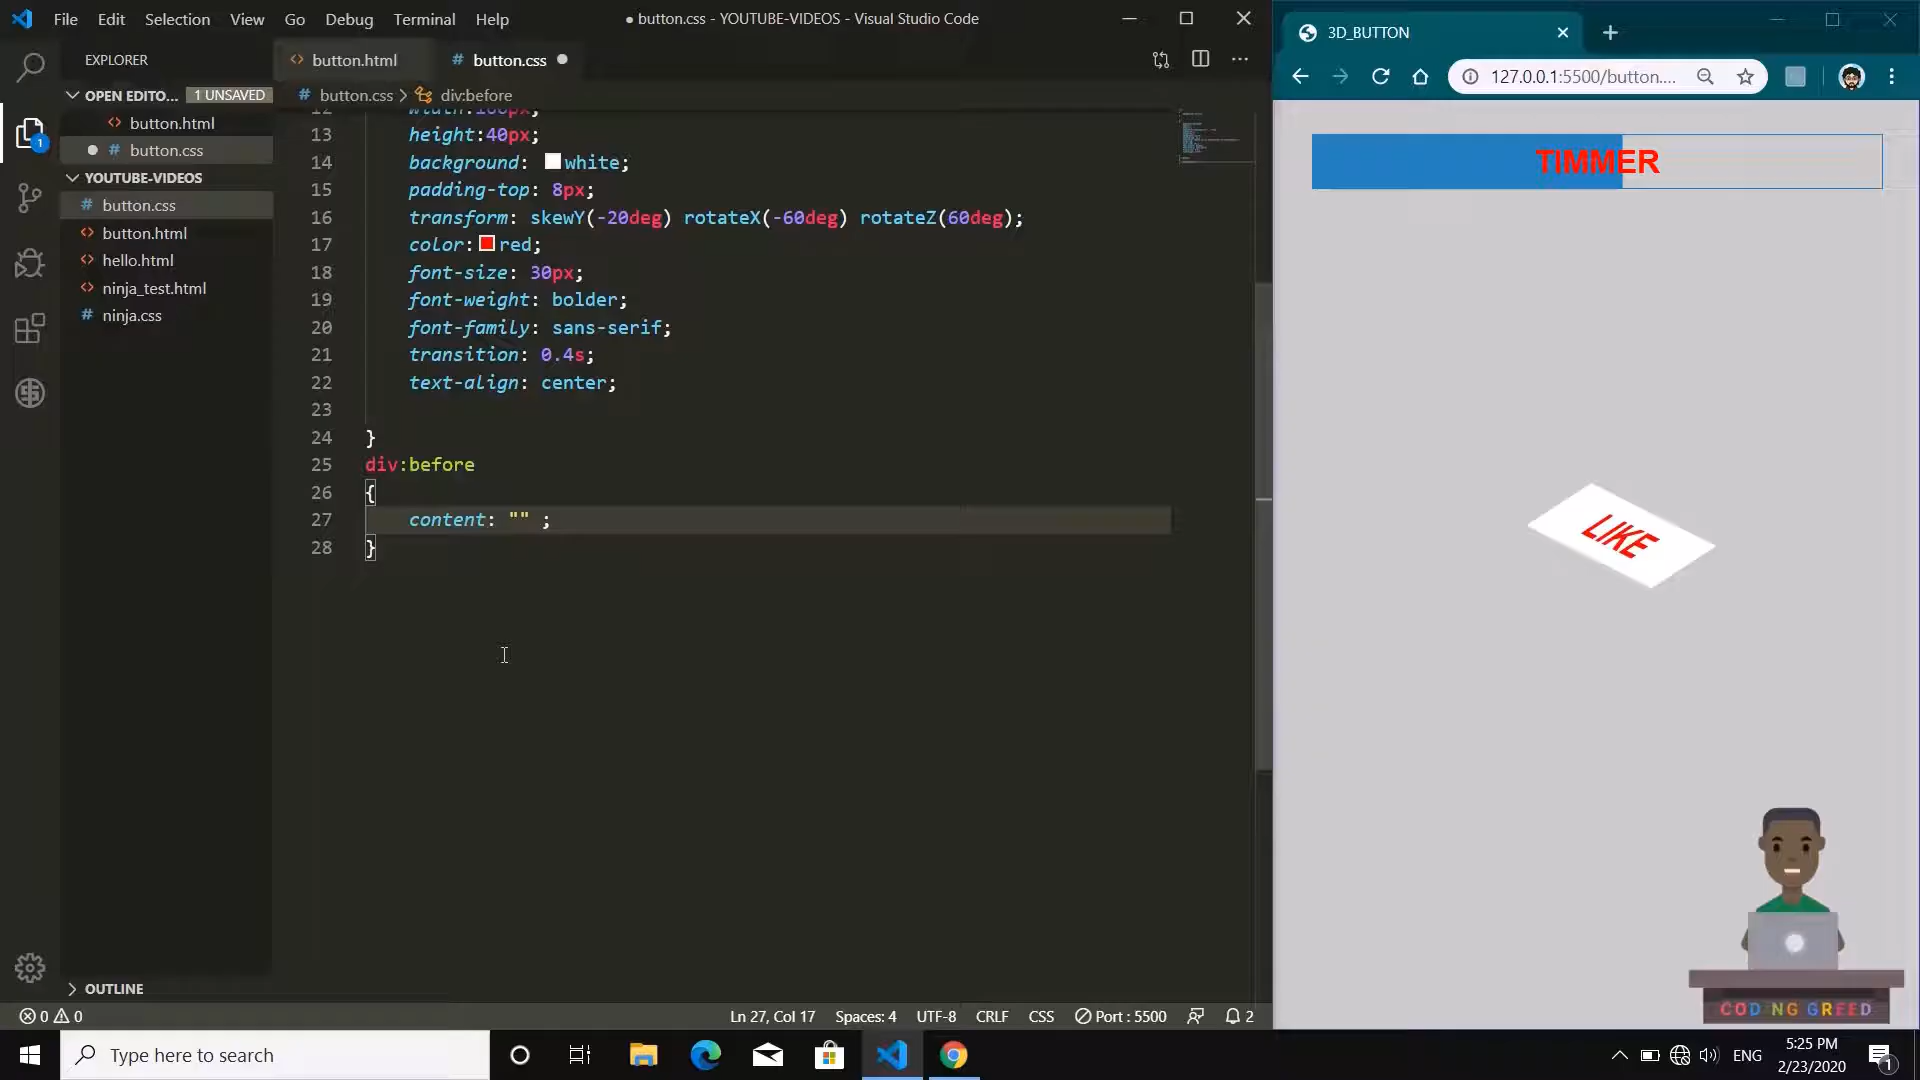 File Edit Selection View Go Debug Terminal Help
● button.css - YOUTUBE-VIDEOS - Visual Studio Code
3D_BUTTON
EXPLORER
button.html
# button.css
127.0.0.1:5500/button....
OPEN EDITO... 1 UNSAVED
# button.css > div:before
button.html
# button.css
YOUTUBE-VIDEOS
# button.css
button.html
hello.html
ninja_test.html
# ninja.css
13 height:40px;
14 background: white;
15 padding-top: 8px;
16 transform: skewY(-20deg) rotateX(-60deg) rotateZ(60deg);
17 color: red;
18 font-size: 30px;
19 font-weight: bolder;
20 font-family: sans-serif;
21 transition: 0.4s;
22 text-align: center;
23
24 }
25 div:before
26 {
27 content: "" ;
28 }
TIMMER
LIKE
CODING GREED
OUTLINE
0 0
Ln 27, Col 17 Spaces: 4 UTF-8 CRLF CSS Port : 5500 2
Type here to search
ENG
5:25 PM
2/23/2020
1